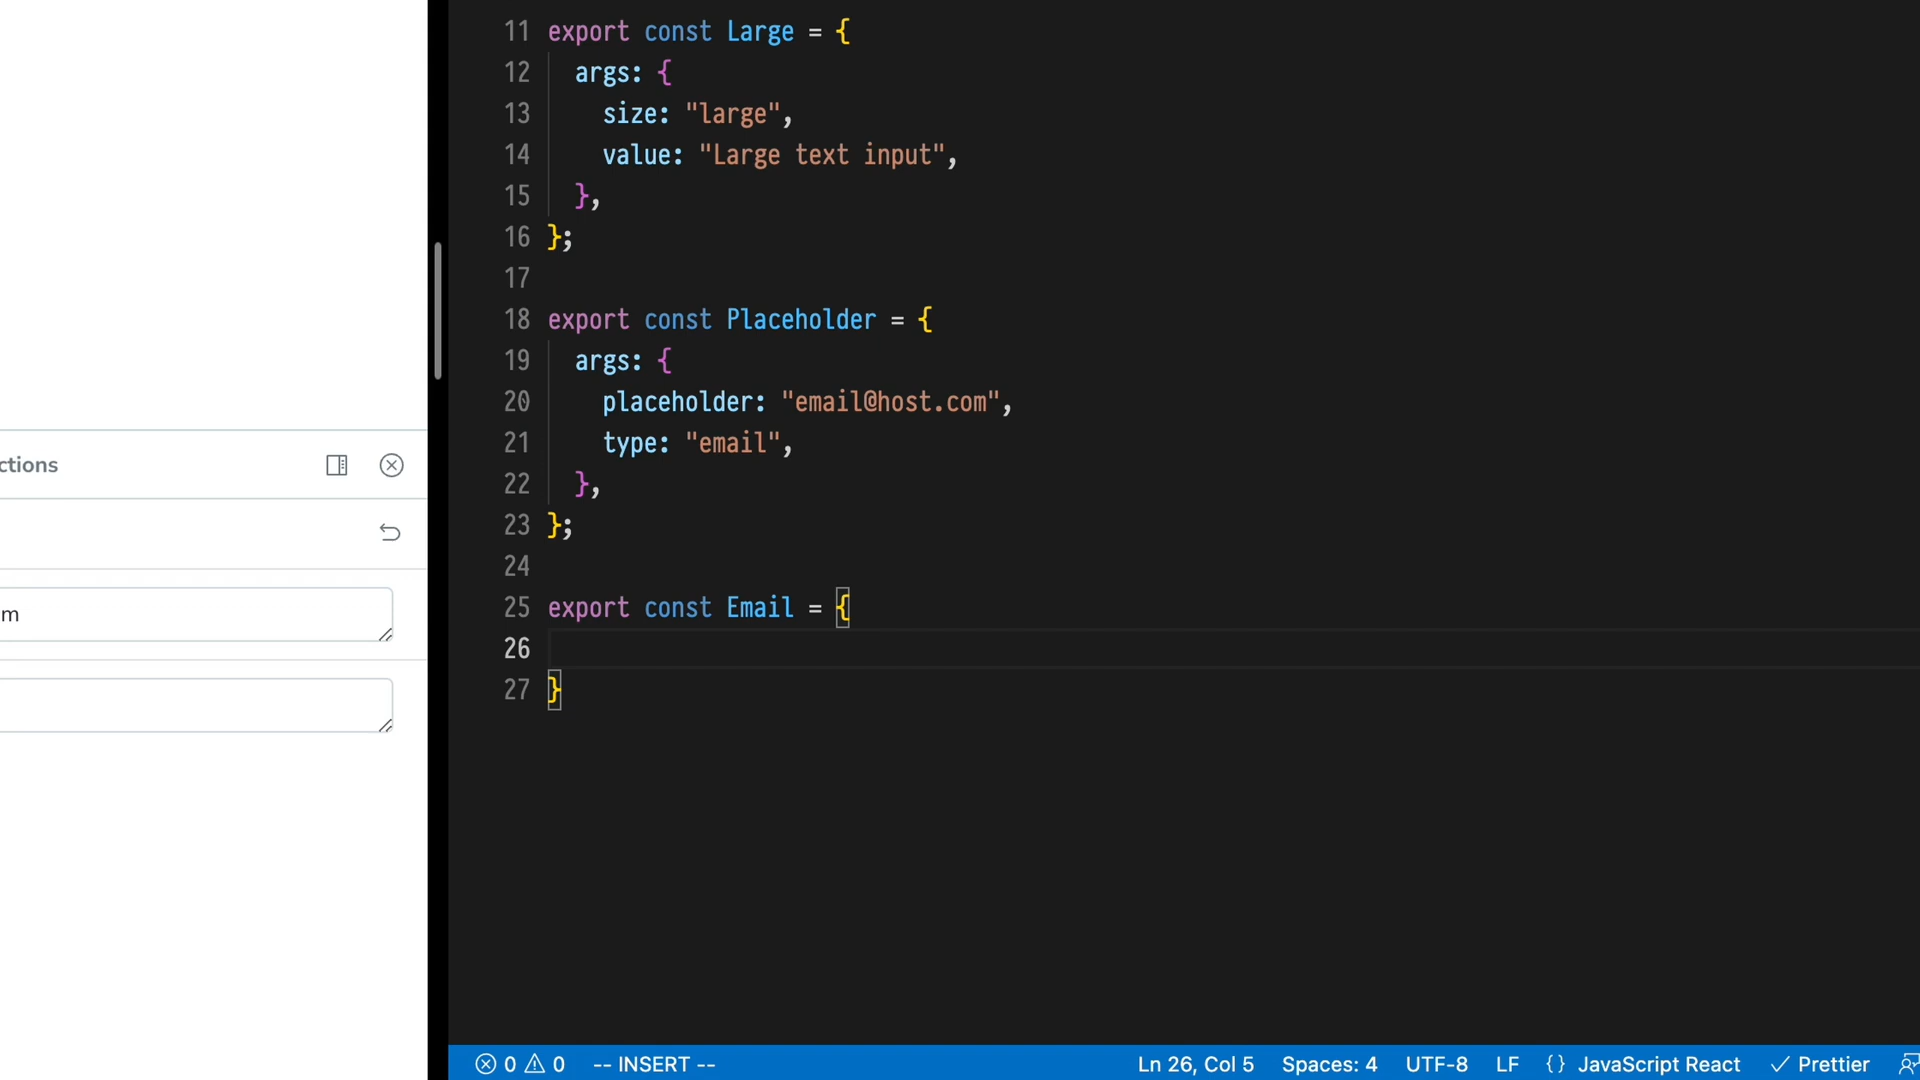 ctions
m
11 export const Large = {
12 args: {
13 size: "large",
14 value: "Large text input",
15 },
16 };
17
18 export const Placeholder = {
19 args: {
20 placeholder: "email@host.com",
21 type: "email",
22 },
23 };
24
25 export const Email = {
26
27 }
0 0 -- INSERT -- Ln 26, Col 5 Spaces: 4 UTF-8 LF {} JavaScript React ✓ Prettier